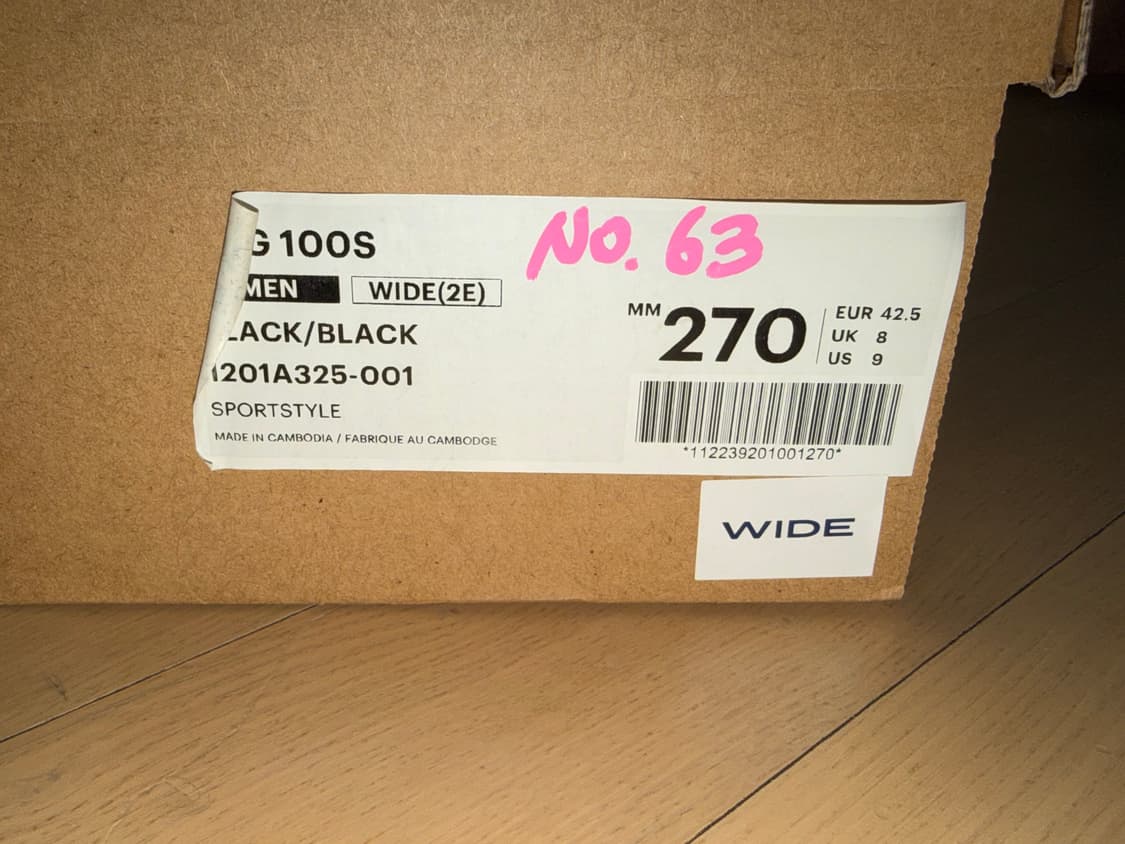 G 100S
No. 63
MEN WIDE(2E)
LACK/BLACK
1201A325-001
SPORTSTYLE
MADE IN CAMBODIA / FABRIQUE AU CAMBODGE
MM 270
EUR 42.5
UK 8
US 9
*112239201001270*
WIDE